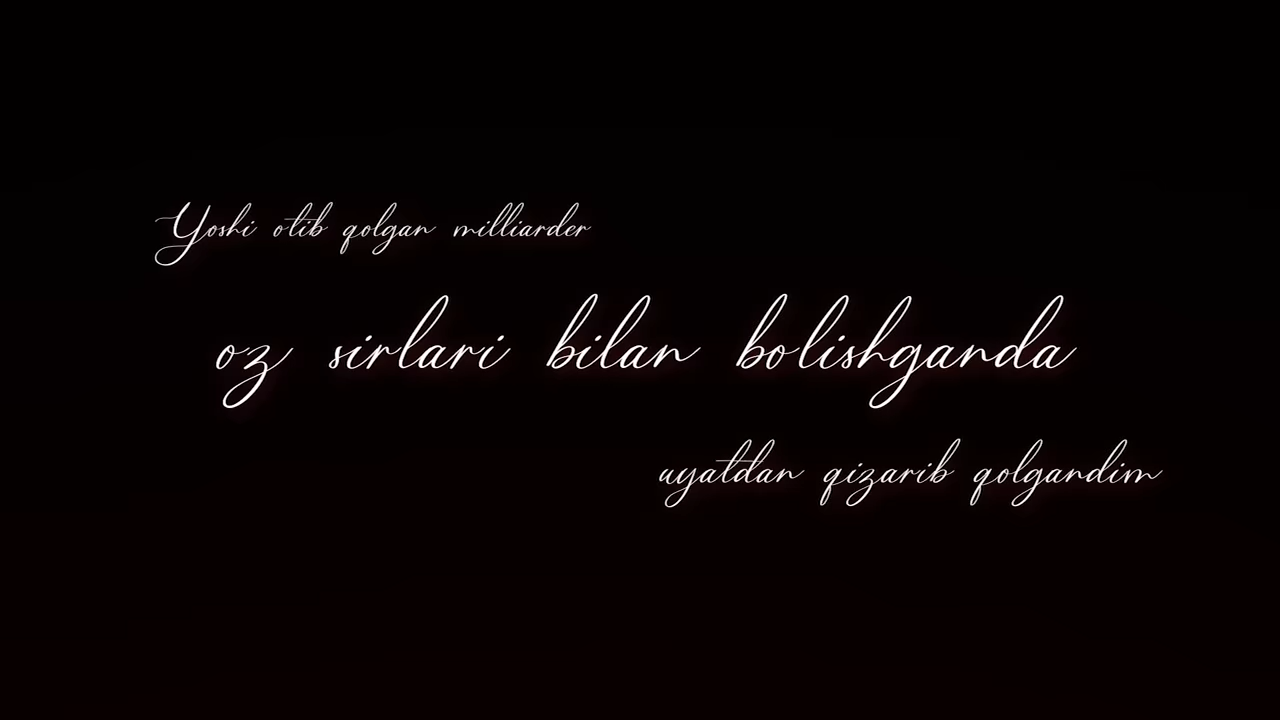 Yoshi otib qolgan milliarder
oz sirlari bilan bolishganda
uyatdan qizarib qolgandim